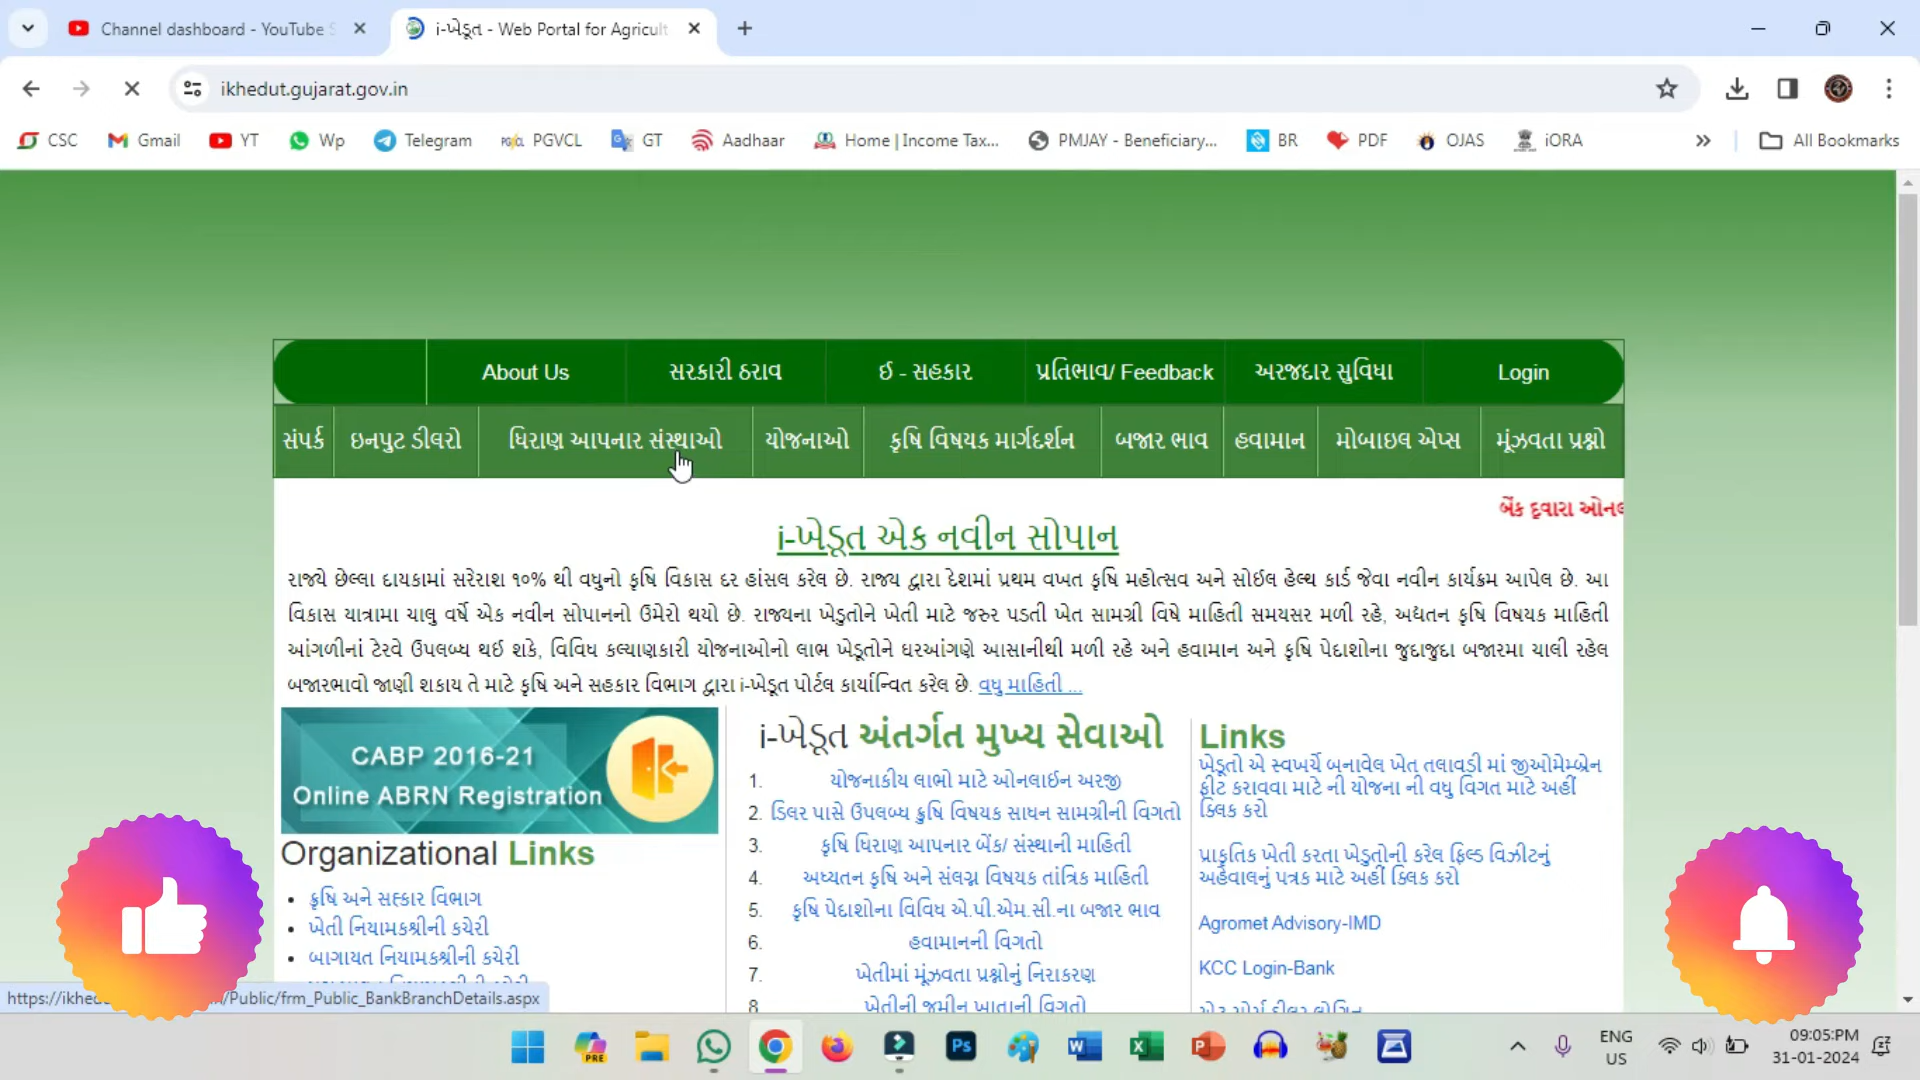 Channel dashboard - YouTube S
i-ખેડૂત - Web Portal for Agricult
ikhedut.gujarat.gov.in
CSC
Gmail
YT
Wp
Telegram
PGVCL
GT
Aadhaar
Home | Income Tax...
PMJAY - Beneficiary...
BR
PDF
OJAS
iORA
All Bookmarks
About Us
સરકારી ઠરાવ
ઈ - સહકાર
પ્રતિભાવ/ Feedback
અરજદાર સુવિધા
Login
સંપર્ક
ઇનપુટ ડીલરો
ધિરાણ આપનાર સંસ્થાઓ
યોજનાઓ
કૃષિ વિષયક માર્ગદર્શન
બજાર ભાવ
હવામાન
મોબાઇલ એપ્સ
મૂંઝવતા પ્રશ્નો
બેંક દ્વારા ઓનલ
i-ખેડૂત એક નવીન સોપાન
રાજ્યે છેલ્લા દાયકામાં સરેરાશ ૧૦% થી વધુનો કૃષિ વિકાસ દર હાંસલ કરેલ છે. રાજ્ય દ્વારા દેશમાં પ્રથમ વખત કૃષિ મહોત્સવ અને સોઈલ હેલ્થ કાર્ડ જેવા નવીન કાર્યક્રમ આપેલ છે. આ
વિકાસ યાત્રામા ચાલુ વર્ષે એક નવીન સોપાનનો ઉમેરો થયો છે. રાજ્યના ખેડુતોને ખેતી માટે જરુર પડતી ખેત સામગ્રી વિષે માહિતી સમયસર મળી રહે, અદ્યતન કૃષિ વિષયક માહિતી
આંગળીનાં ટેરવે ઉપલબ્ધ થઈ શકે, વિવિધ કલ્યાણકારી યોજનાઓનો લાભ ખેડૂતોને ઘરઆંગણે આસાનીથી મળી રહે અને હવામાન અને કૃષિ પેદાશોના જુદાજુદા બજારમા ચાલી રહેલ
બજારભાવો જાણી શકાય તે માટે કૃષિ અને સહકાર વિભાગ દ્વારા i-ખેડૂત પોર્ટલ કાર્યાન્વિત કરેલ છે. વધુ માહિતી ...
CABP 2016-21
Online ABRN Registration
Organizational Links
• ક્રૃષિ અને સહ્કાર વિભાગ
• ખેતી નિયામકશ્રીની કચેરી
• બાગાયત નિયામકશ્રીની કચેરી
i-ખેડૂત અંતર્ગત મુખ્ય સેવાઓ
1. યોજનાકીય લાભો માટે ઓનલાઈન અરજી
2. ડિલર પાસે ઉપલબ્ધ ક્રુષિ વિષયક સાધન સામગ્રીની વિગતો
3. કૃષિ ધિરાણ આપનાર બેંક/ સંસ્થાની માહિતી
4. અધ્યતન કૃષિ અને સંલગ્ન વિષયક તાંત્રિક માહિતી
5. કૃષિ પેદાશોના વિવિધ એ.પી.એમ.સી.ના બજાર ભાવ
6. હવામાનની વિગતો
7. ખેતીમાં મૂંઝવતા પ્રશ્નોનું નિરાકરણ
8. ખેતીની જમીન ખાતાની વિગતો
Links
ખેડૂતો એ સ્વખર્ચે બનાવેલ ખેત તલાવડી માં જીઓમેમ્બ્રેન
ફીટ કરાવવા માટે ની યોજના ની વધુ વિગત માટે અહીં
ક્લિક કરો
પ્રાકૃતિક ખેતી કરતા ખેડુતોની કરેલ ફિલ્ડ વિઝીટનું
અહેવાલનું પત્રક માટે અહીં ક્લિક કરો
Agromet Advisory-IMD
KCC Login-Bank
https://ikhed
/Public/frm_Public_BankBranchDetails.aspx
PRE
Ps
ENG
US
09:05:PM
31-01-2024